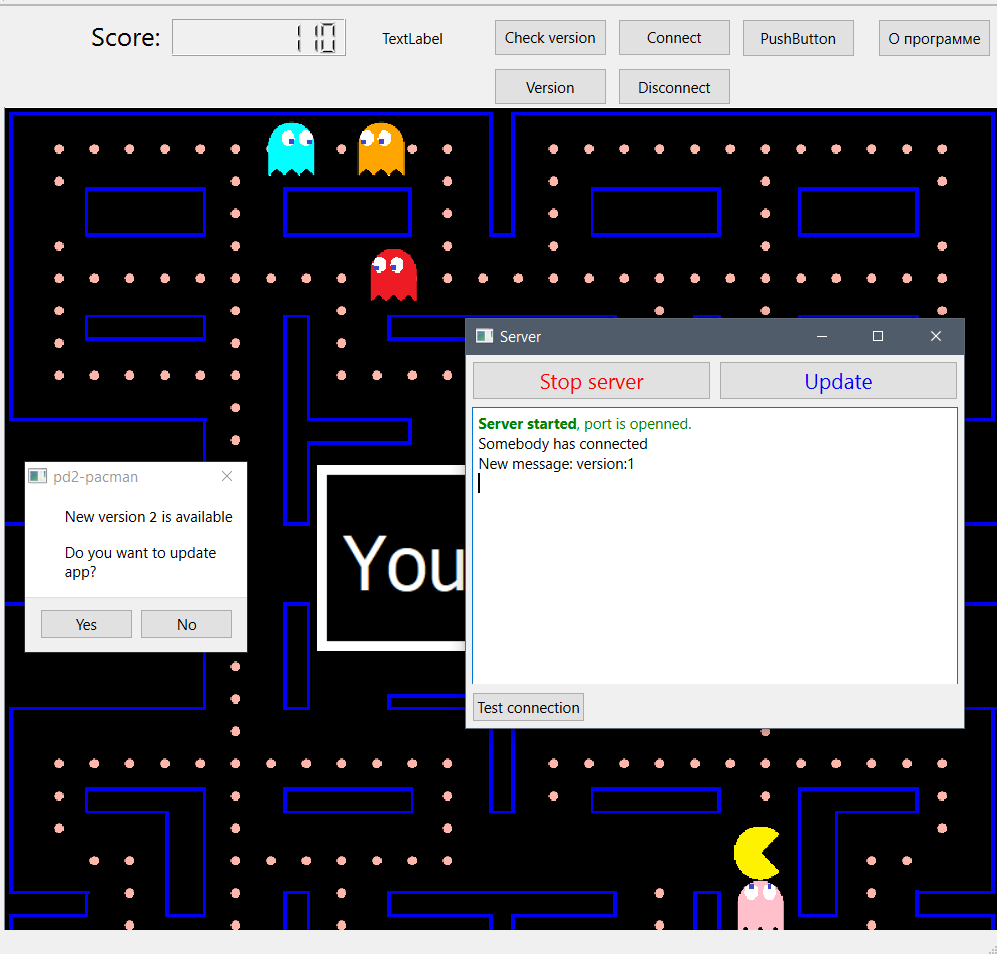 Score: 110 TextLabel Check version Connect PushButton О программе
Version Disconnect
Server
Stop server Update
Server started, port is openned.
Somebody has connected
New message: version:1
Test connection
pd2-pacman
New version 2 is available
Do you want to update
app?
Yes No
You